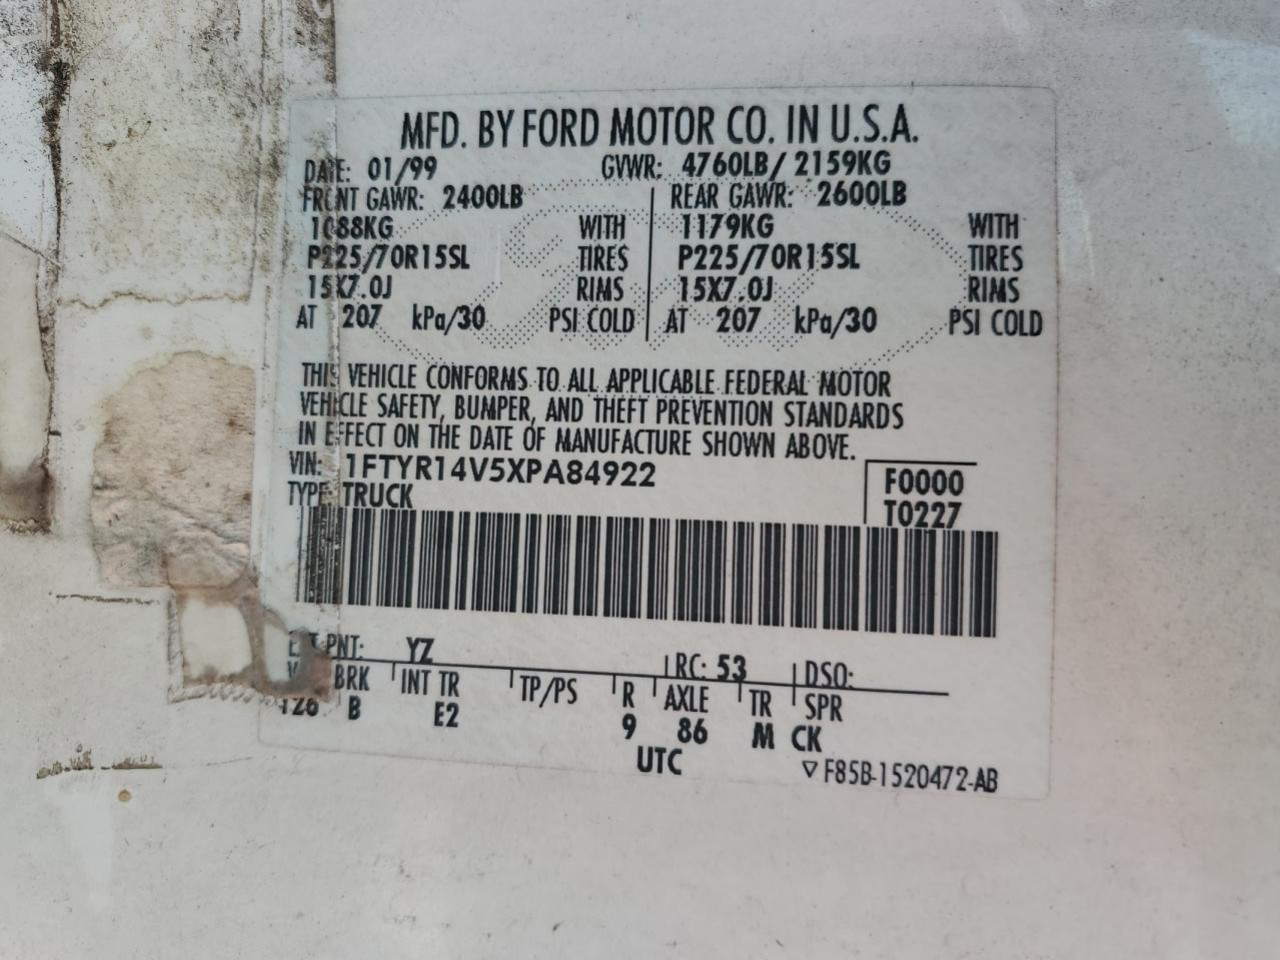 MFD. BY FORD MOTOR CO. IN U.S.A.
DATE: 01/99 GVWR: 4760LB/ 2159KG
FRONT GAWR: 2400LB REAR GAWR: 2600LB
1088KG WITH 1179KG WITH
P225/70R15SL TIRES P225/70R15SL TIRES
15X7.0J RIMS 15X7.0J RIMS
AT 207 kPa/30 PSI COLD AT 207 kPa/30 PSI COLD
THIS VEHICLE CONFORMS TO ALL APPLICABLE FEDERAL MOTOR
VEHICLE SAFETY, BUMPER, AND THEFT PREVENTION STANDARDS
IN EFFECT ON THE DATE OF MANUFACTURE SHOWN ABOVE.
VIN: 1FTYR14V5XPA84922 F0000
TYPE: TRUCK T0227
EXT PNT: YZ RC: 53 DSO:
BRK INT TR TP/PS R AXLE TR SPR
126 B E2 9 86 M CK
UTC
▽ F85B-1520472-AB